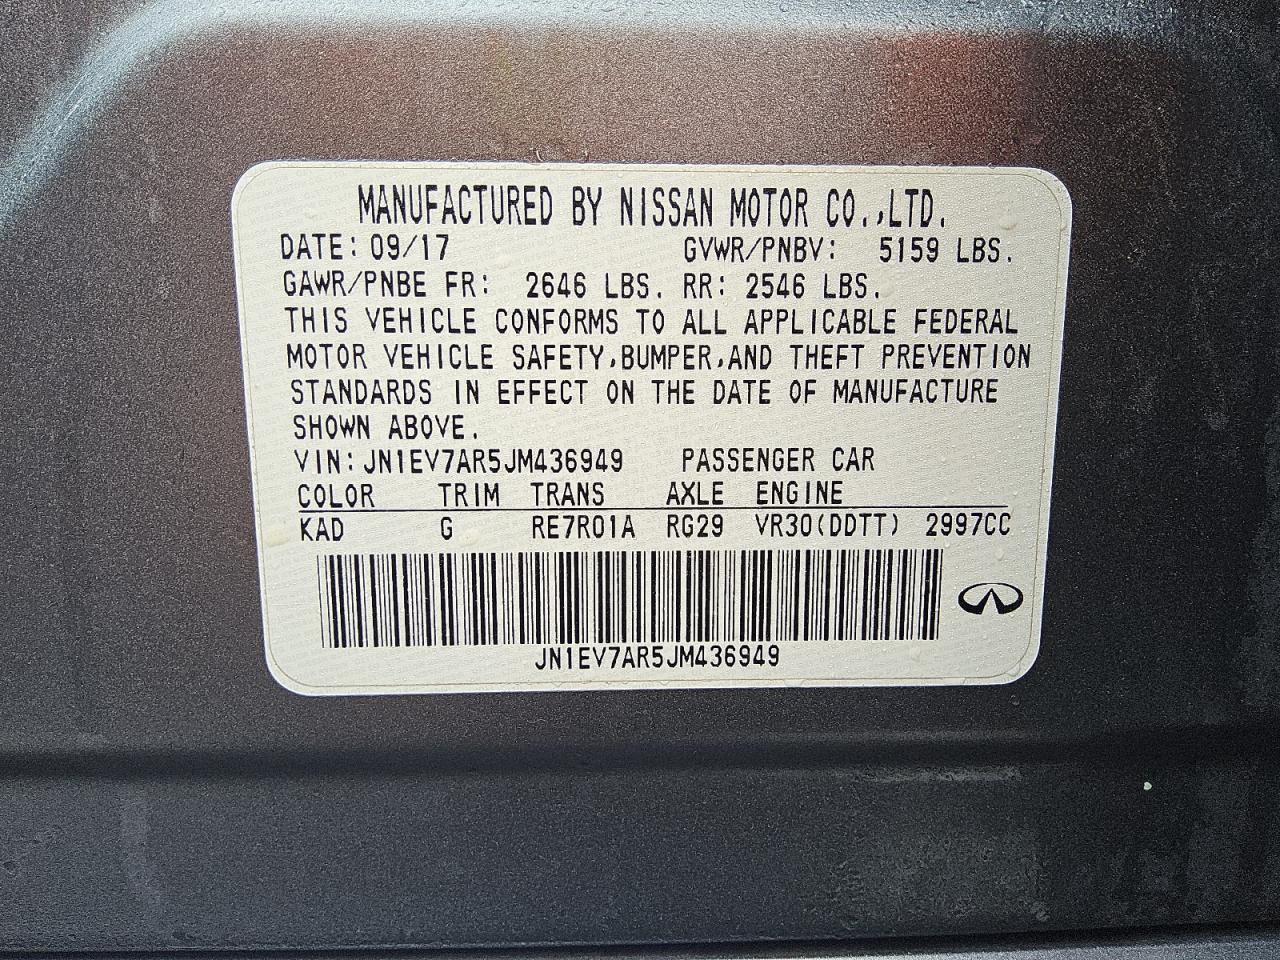 MANUFACTURED BY NISSAN MOTOR CO.,LTD.
DATE: 09/17 GVWR/PNBV: 5159 LBS.
GAWR/PNBE FR: 2646 LBS. RR: 2546 LBS.
THIS VEHICLE CONFORMS TO ALL APPLICABLE FEDERAL
MOTOR VEHICLE SAFETY,BUMPER,AND THEFT PREVENTION
STANDARDS IN EFFECT ON THE DATE OF MANUFACTURE
SHOWN ABOVE.
VIN: JN1EV7AR5JM436949 PASSENGER CAR
COLOR TRIM TRANS AXLE ENGINE
KAD G RE7R01A RG29 VR30(DDTT) 2997CC
JN1EV7AR5JM436949